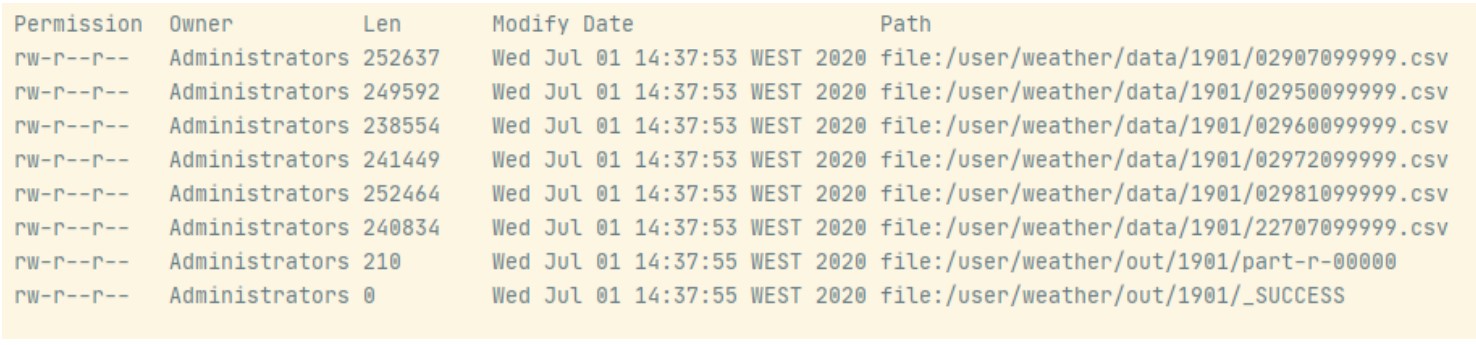 Permission  Owner          Len       Modify Date                   Path
rw-r--r--   Administrators 252637    Wed Jul 01 14:37:53 WEST 2020 file:/user/weather/data/1901/02907099999.csv
rw-r--r--   Administrators 249592    Wed Jul 01 14:37:53 WEST 2020 file:/user/weather/data/1901/02950099999.csv
rw-r--r--   Administrators 238554    Wed Jul 01 14:37:53 WEST 2020 file:/user/weather/data/1901/02960099999.csv
rw-r--r--   Administrators 241449    Wed Jul 01 14:37:53 WEST 2020 file:/user/weather/data/1901/02972099999.csv
rw-r--r--   Administrators 252464    Wed Jul 01 14:37:53 WEST 2020 file:/user/weather/data/1901/02981099999.csv
rw-r--r--   Administrators 240834    Wed Jul 01 14:37:53 WEST 2020 file:/user/weather/data/1901/22707099999.csv
rw-r--r--   Administrators 210       Wed Jul 01 14:37:55 WEST 2020 file:/user/weather/out/1901/part-r-00000
rw-r--r--   Administrators 0         Wed Jul 01 14:37:55 WEST 2020 file:/user/weather/out/1901/_SUCCESS